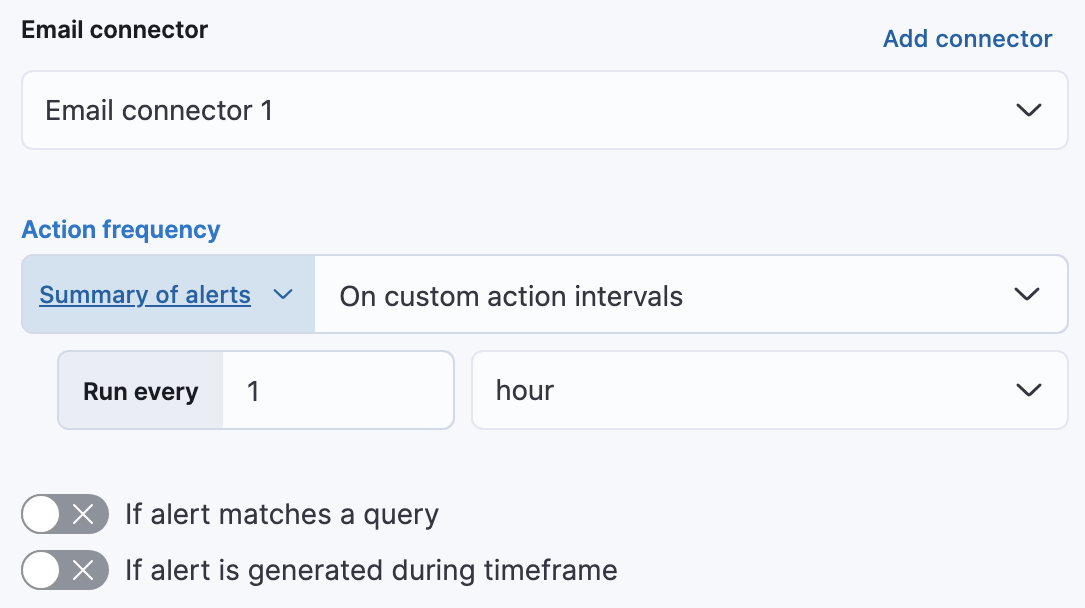 Email connector
Add connector
Email connector 1
Action frequency
Summary of alerts
On custom action intervals
Run every
1
hour
If alert matches a query
If alert is generated during timeframe